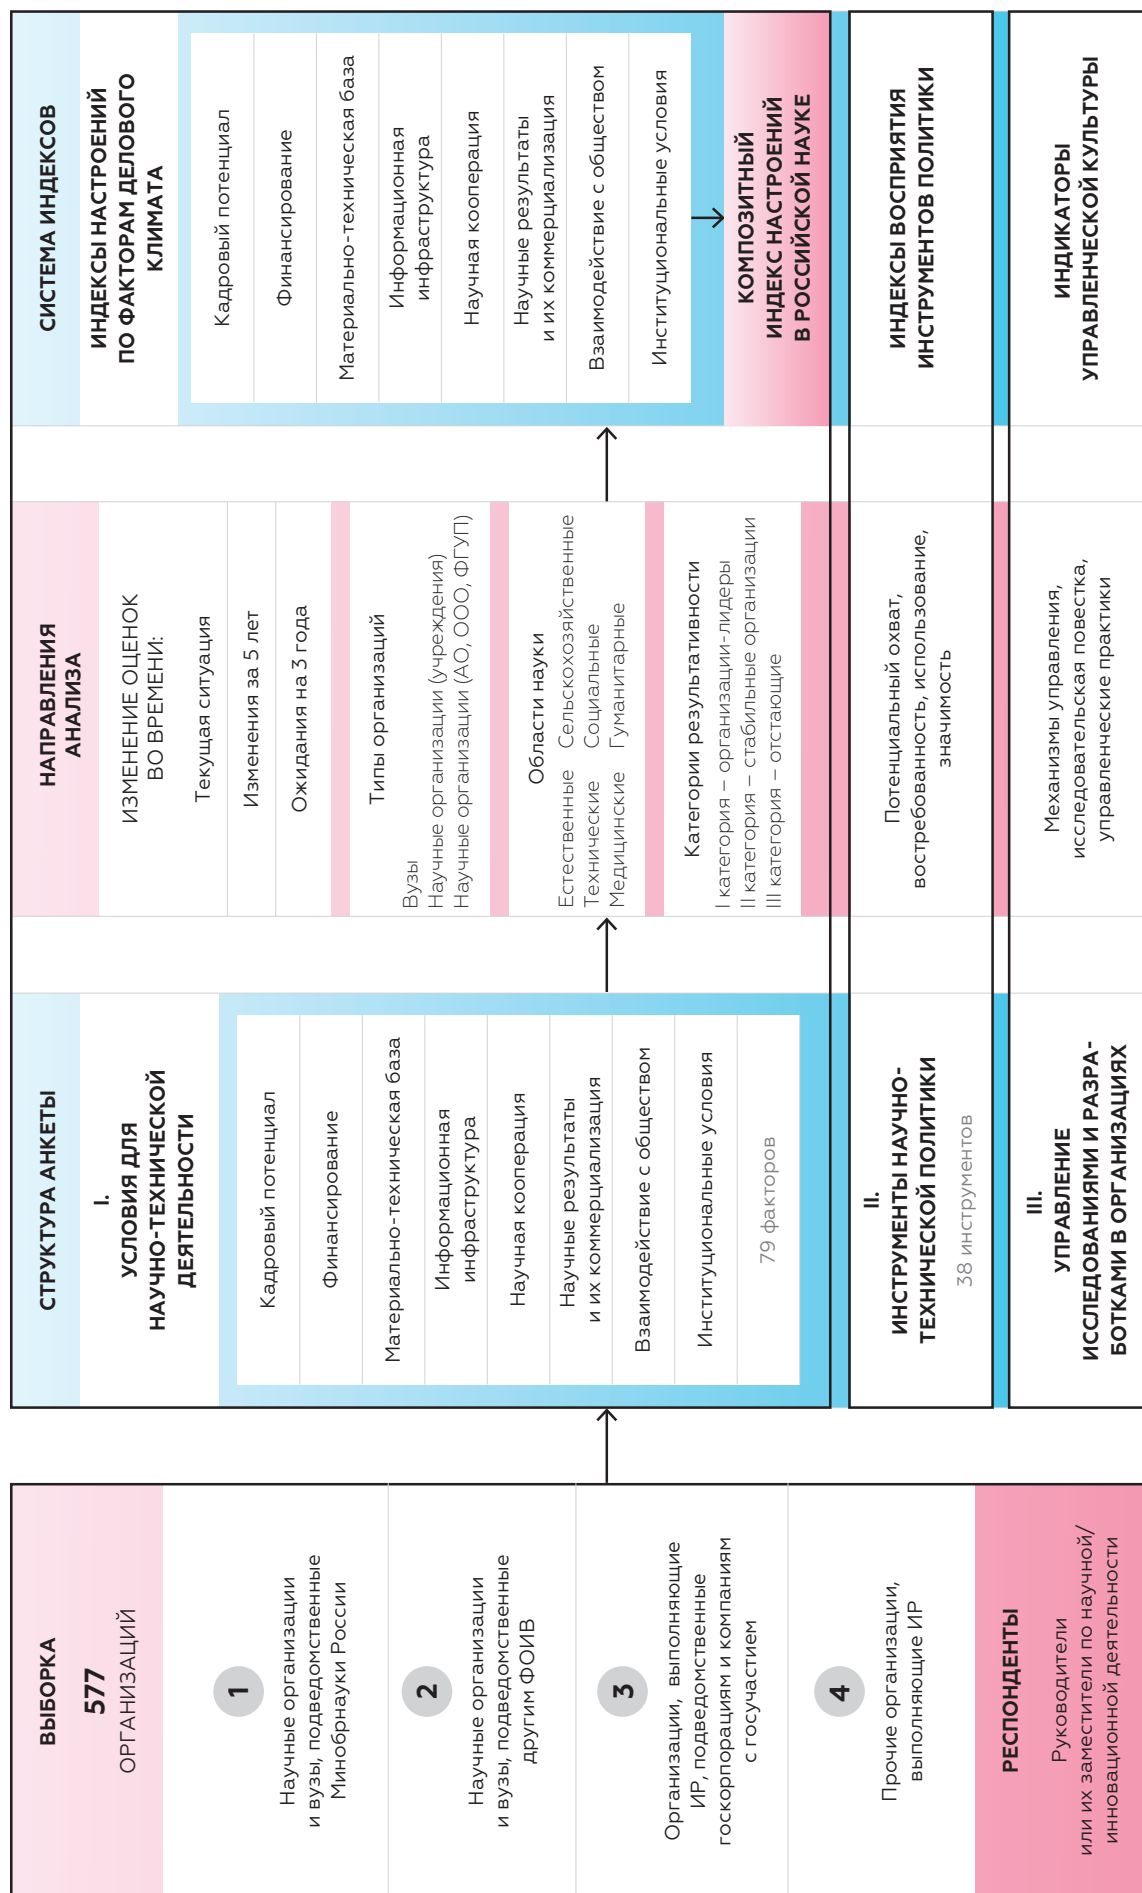 ВЫБОРКА
577
ОРГАНИЗАЦИЙ
1
Научные организации
и вузы, подведомственные
Минобрнауки России
2
Научные организации
и вузы, подведомственные
другим ФОИВ
3
Организации, выполняющие
ИР, подведомственные
госкорпорациям и компаниям
с госучастием
4
Прочие организации,
выполняющие ИР
РЕСПОНДЕНТЫ
Руководители
или их заместители по научной/
инновационной деятельности
СТРУКТУРА АНКЕТЫ
I.
УСЛОВИЯ ДЛЯ
НАУЧНО-ТЕХНИЧЕСКОЙ
ДЕЯТЕЛЬНОСТИ
Кадровый потенциал
Финансирование
Материально-техническая база
Информационная
инфраструктура
Научная кооперация
Научные результаты
и их коммерциализация
Взаимодействие с обществом
Институциональные условия
79 факторов
II.
ИНСТРУМЕНТЫ НАУЧНО-
ТЕХНИЧЕСКОЙ ПОЛИТИКИ
38 инструментов
III.
УПРАВЛЕНИЕ
ИССЛЕДОВАНИЯМИ И РАЗРА-
БОТКАМИ В ОРГАНИЗАЦИЯХ
НАПРАВЛЕНИЯ
АНАЛИЗА
ИЗМЕНЕНИЕ ОЦЕНОК
ВО ВРЕМЕНИ:
Текущая ситуация
Изменения за 5 лет
Ожидания на 3 года
Типы организаций
Вузы
Научные организации (учреждения)
Научные организации (АО, ООО, ФГУП)
Области науки
Естественные Сельскохозяйственные
Технические Социальные
Медицинские Гуманитарные
Категории результативности
I категория – организации-лидеры
II категория – стабильные организации
III категория – отстающие
Потенциальный охват,
востребованность, использование,
значимость
Механизмы управления,
исследовательская повестка,
управленческие практики
СИСТЕМА ИНДЕКСОВ
ИНДЕКСЫ НАСТРОЕНИЙ
ПО ФАКТОРАМ ДЕЛОВОГО
КЛИМАТА
Кадровый потенциал
Финансирование
Материально-техническая база
Информационная
инфраструктура
Научная кооперация
Научные результаты
и их коммерциализация
Взаимодействие с обществом
Институциональные условия
КОМПОЗИТНЫЙ
ИНДЕКС НАСТРОЕНИЙ
В РОССИЙСКОЙ НАУКЕ
ИНДЕКСЫ ВОСПРИЯТИЯ
ИНСТРУМЕНТОВ ПОЛИТИКИ
ИНДИКАТОРЫ
УПРАВЛЕНЧЕСКОЙ КУЛЬТУРЫ